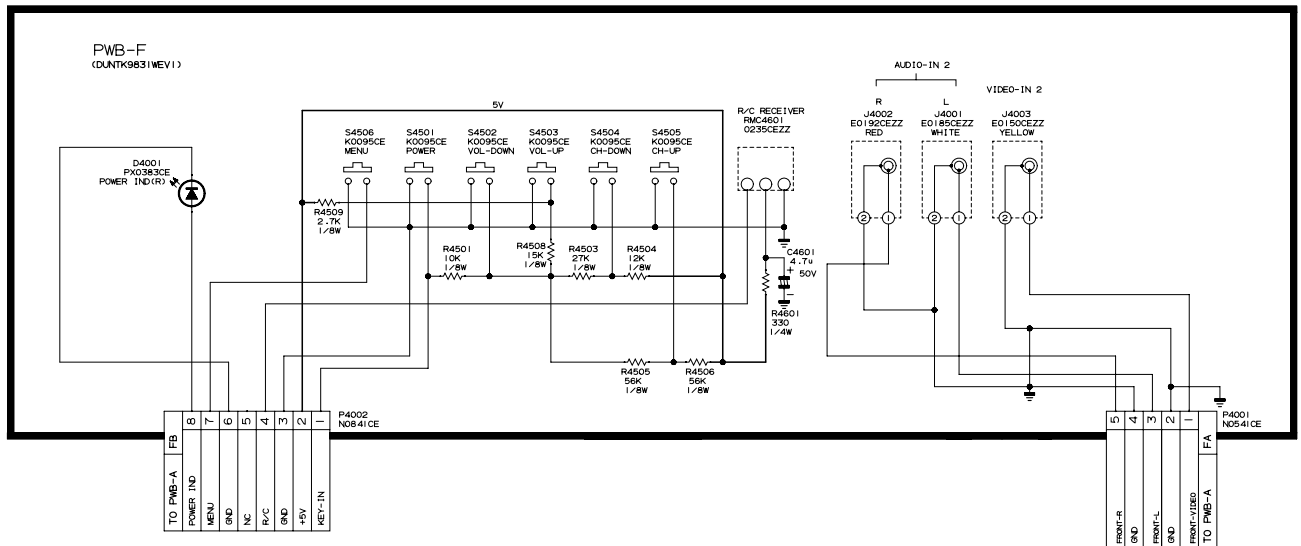 PWB-F
(DUNTK9831WEV1)
AUDIO-IN 2
VIDEO-IN 2
R
L
5V
R/C RECEIVER
RMC4601
0235CEZZ
J4002
E0192CEZZ
RED
J4001
E0185CEZZ
WHITE
J4003
E0150CEZZ
YELLOW
S4506
K0095CE
MENU
S4501
K0095CE
POWER
S4502
K0095CE
VOL-DOWN
S4503
K0095CE
VOL-UP
S4504
K0095CE
CH-DOWN
S4505
K0095CE
CH-UP
D4001
PX0383CE
POWER IND(R)
R4509
2.7K
1/8W
2 1
2 1
2 1
R4501
10K
1/8W
R4508
15K
1/8W
R4503
27K
1/8W
R4504
12K
1/8W
C4601
4.7u
+ 50V
-
R4601
330
1/4W
R4505
56K
1/8W
R4506
56K
1/8W
P4002
N0841CE
8 7 6 5 4 3 2 1
FB
TO PWB-A
POWER IND
MENU
GND
NC
R/C
GND
+5V
KEY-IN
P4001
N0541CE
5 4 3 2 1
FA
FRONT-R
GND
FRONT-L
GND
FRONT-VIDEO
TO PWB-A